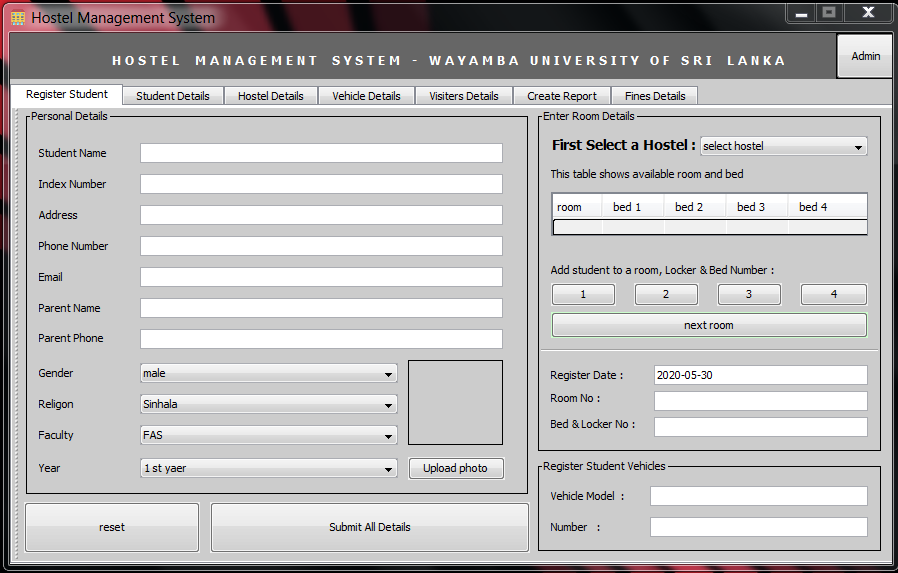 Hostel Management System
HOSTEL MANAGEMENT SYSTEM - WAYAMBA UNIVERSITY OF SRI LANKA
Admin
Register Student
Student Details
Hostel Details
Vehicle Details
Visiters Details
Create Report
Fines Details
Personal Details
Student Name
Index Number
Address
Phone Number
Email
Parent Name
Parent Phone
Gender
male
Religon
Sinhala
Faculty
FAS
Year
1 st yaer
Upload photo
reset
Submit All Details
Enter Room Details
First Select a Hostel :
select hostel
This table shows available room and bed
room bed 1 bed 2 bed 3 bed 4
Add student to a room, Locker & Bed Number :
1 2 3 4
next room
Register Date :
2020-05-30
Room No :
Bed & Locker No :
Register Student Vehicles
Vehicle Model :
Number :